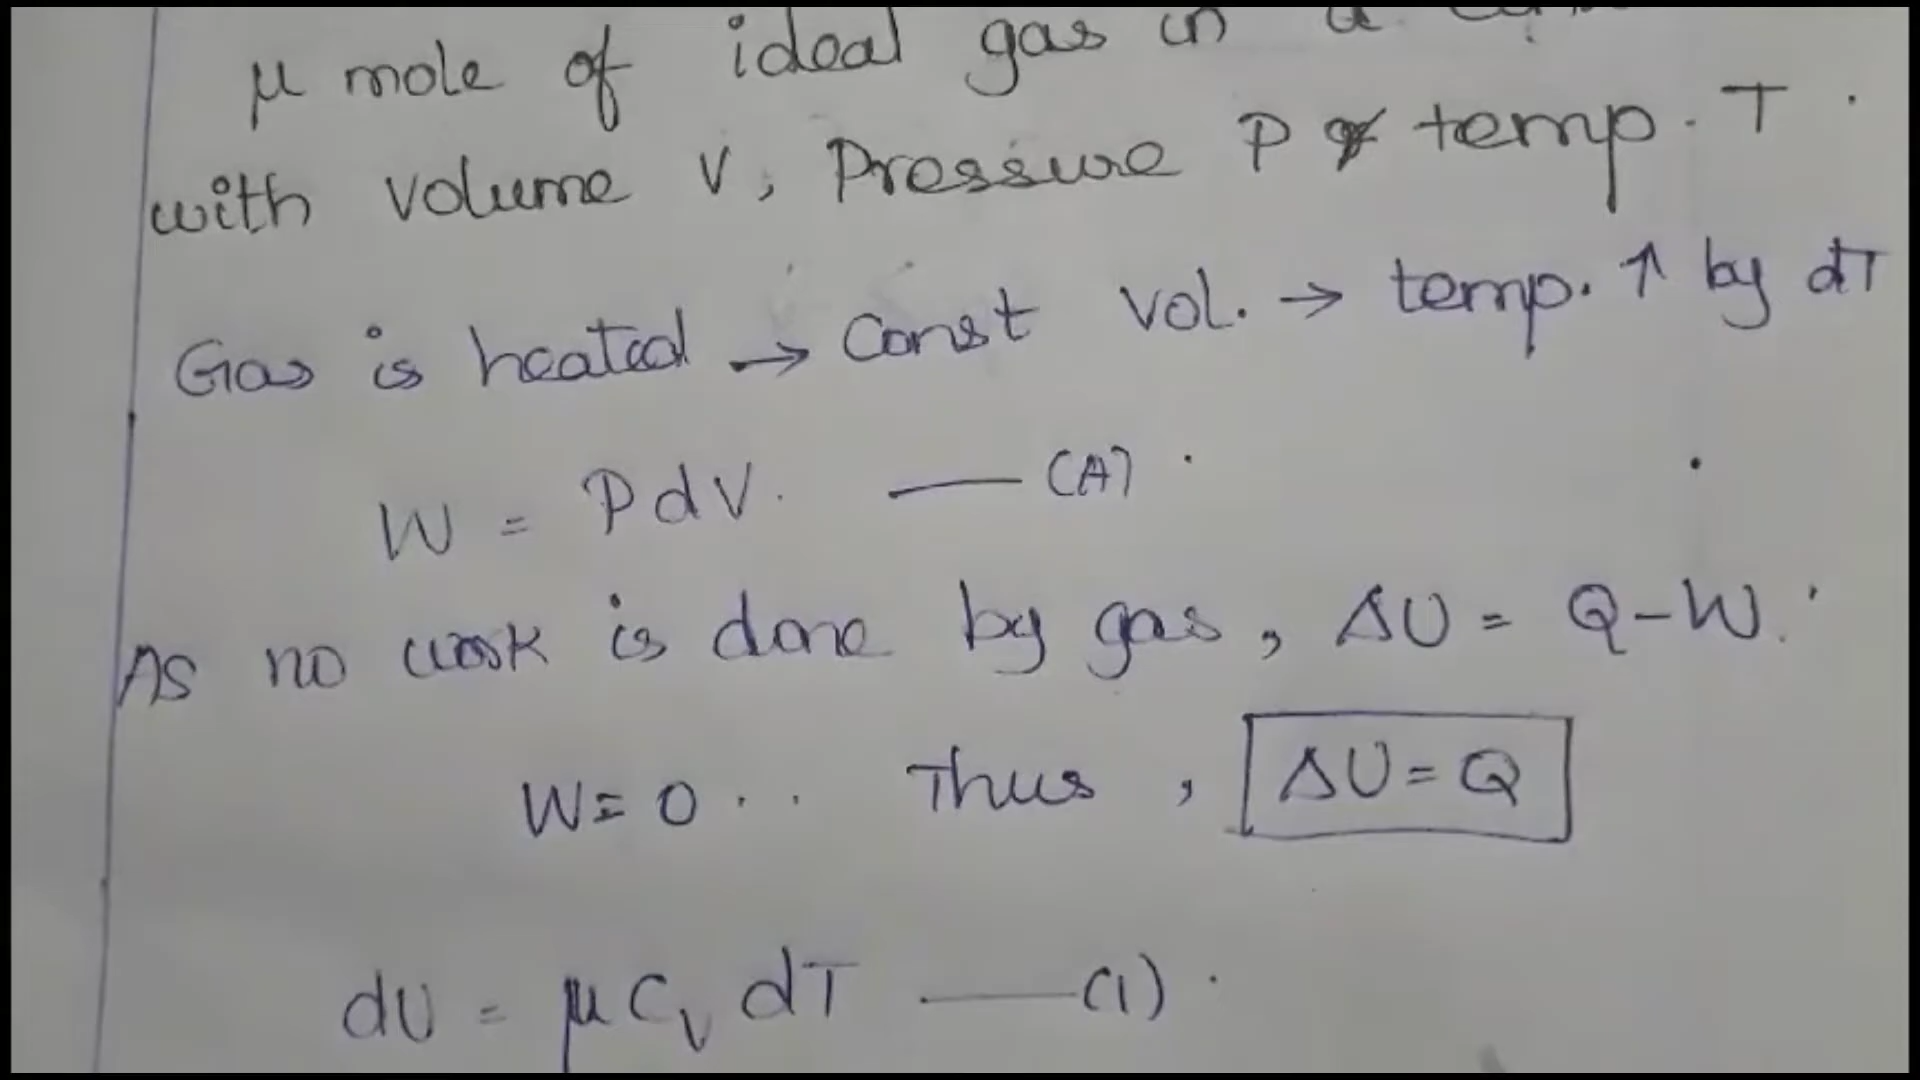 μ mole of ideal gas in a
with volume V, Pressure P & temp. T.
Gas is heated → Const Vol. → temp. ↑ by dT
W = PdV. — (A).
As no work is done by gas, ΔU = Q-W.
W=0.. Thus, ΔU=Q
dU = μCᵥ dT — (1).